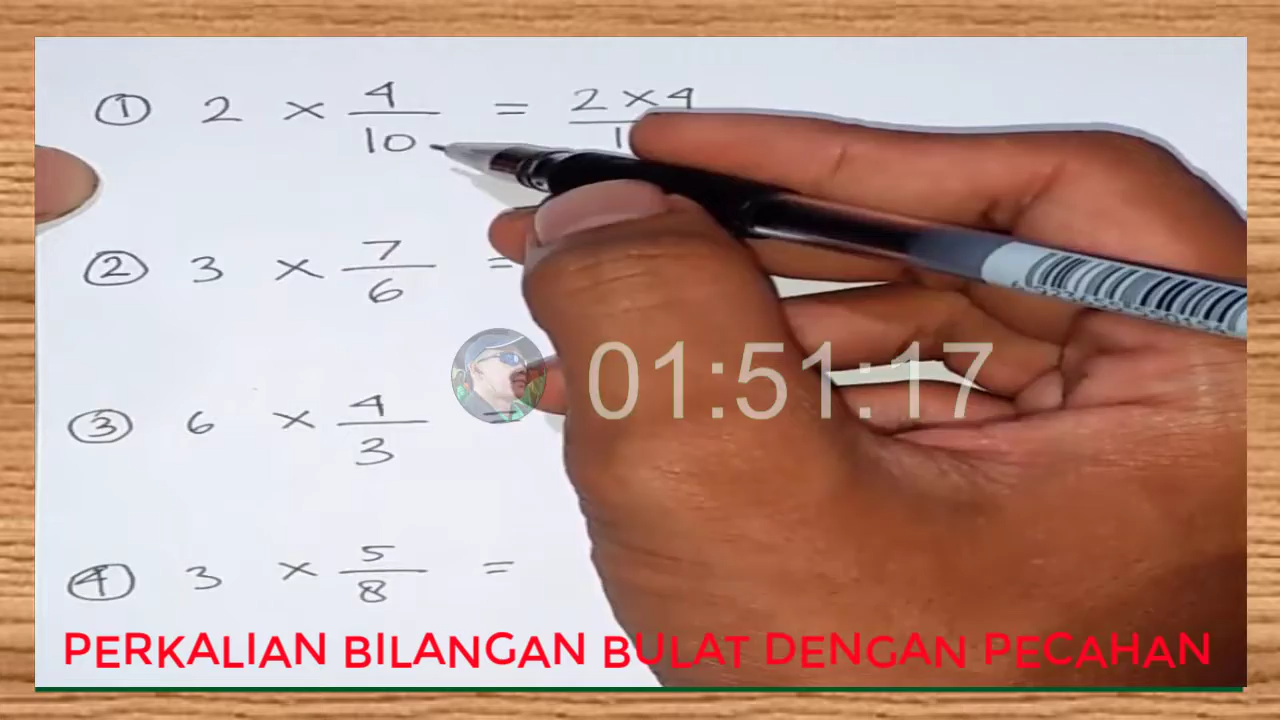 ① 2 × 4/10 = 2×4/1
② 3 × 7/6 =
③ 6 × 4/3 =
④ 3 × 5/8 =
01:51:17
PERKALIAN BILANGAN BULAT DENGAN PECAHAN